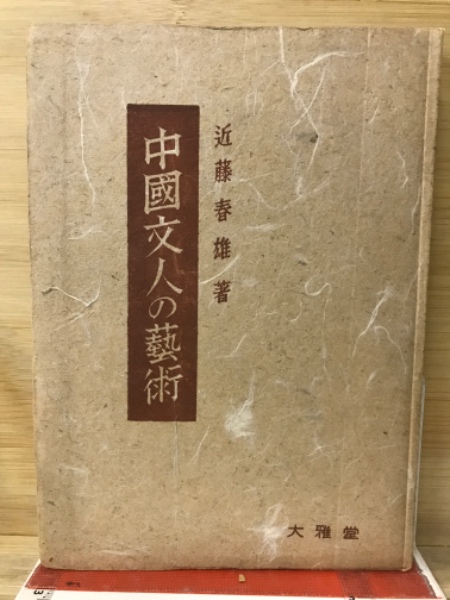 近藤春雄著
中國文人の藝術
大雅堂